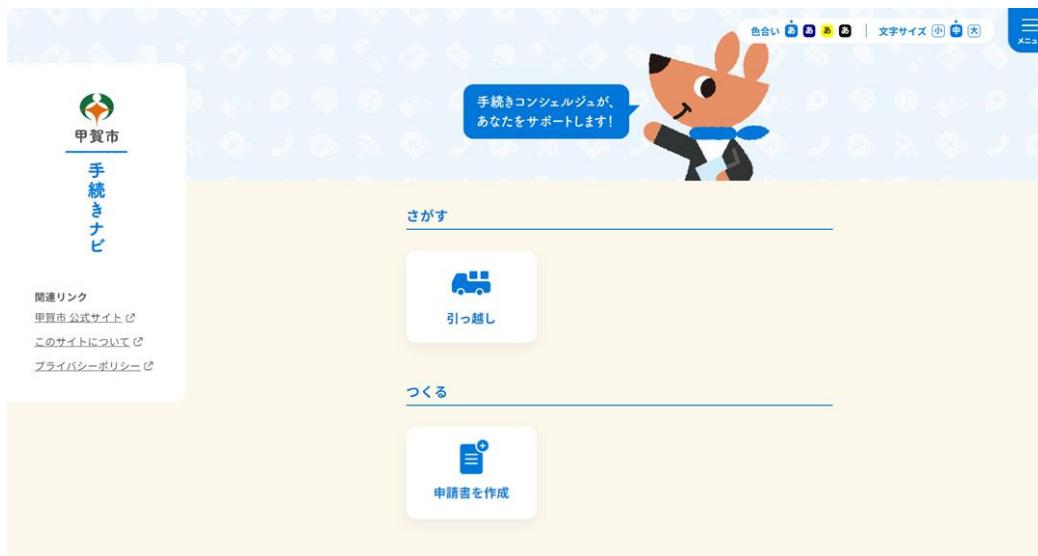 色合い あ あ あ あ 文字サイズ 小 中 大
メニュ
手続きコンシェルジュが、
あなたをサポートします!
甲賀市
手続きナビ
関連リンク
甲賀市 公式サイト
このサイトについて
プライバシーポリシー
さがす
引っ越し
つくる
申請書を作成